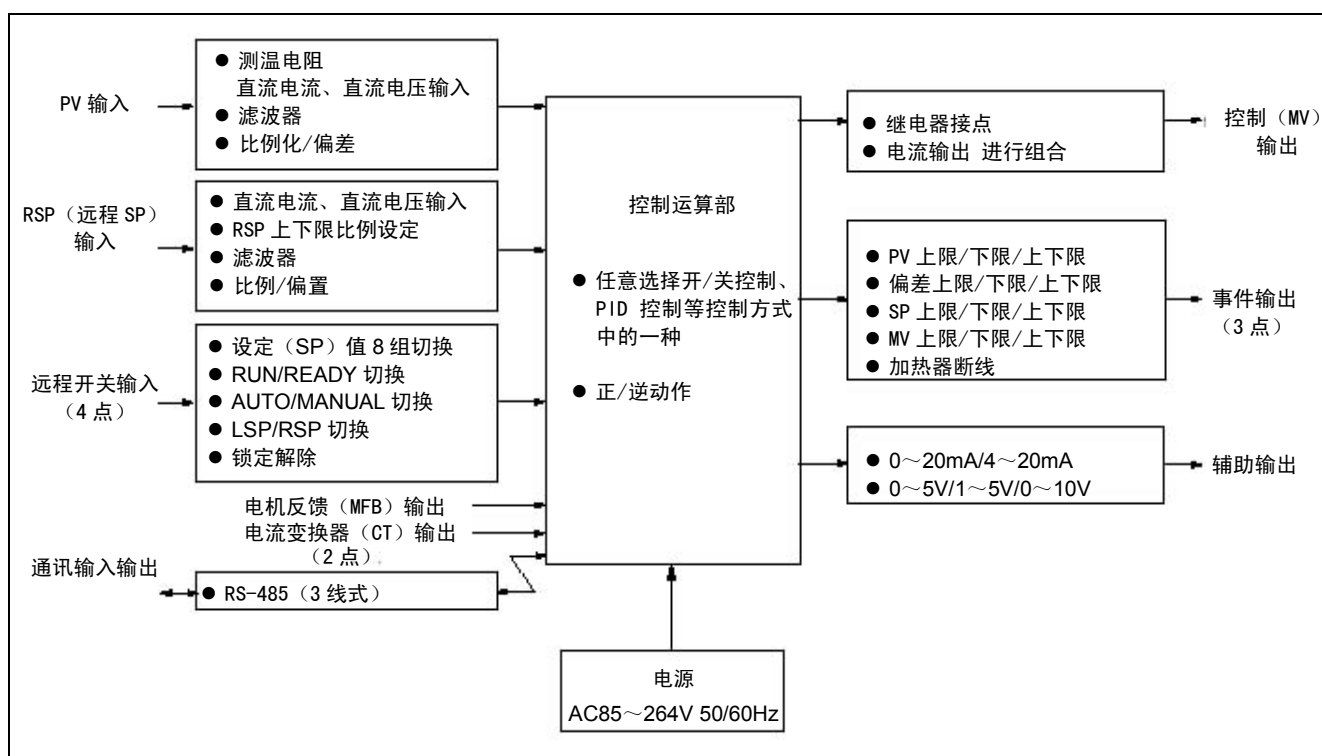 PV 输入
● 测温电阻
直流电流、直流电压输入
● 滤波器
● 比例化/偏差
RSP（远程 SP）
输入
● 直流电流、直流电压输入
● RSP 上下限比例设定
● 滤波器
● 比例/偏置
远程开关输入
（4 点）
● 设定（SP）值 8 组切换
● RUN/READY 切换
● AUTO/MANUAL 切换
● LSP/RSP 切换
● 锁定解除
电机反馈（MFB）输出
电流变换器（CT）输出
（2 点）
通讯输入输出
● RS-485（3 线式）
控制运算部
● 任意选择开/关控制、
PID 控制等控制方式
中的一种
● 正/逆动作
电源
AC85～264V 50/60Hz
● 继电器接点
● 电流输出 进行组合
控制（MV）
输出
● PV 上限/下限/上下限
● 偏差上限/下限/上下限
● SP 上限/下限/上下限
● MV 上限/下限/上下限
● 加热器断线
事件输出
（3 点）
● 0～20mA/4～20mA
● 0～5V/1～5V/0～10V
辅助输出